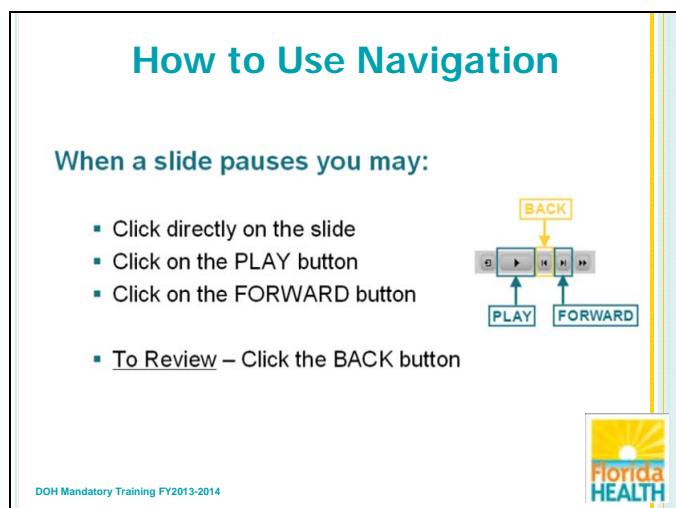 How to Use Navigation
When a slide pauses you may:
▪ Click directly on the slide
▪ Click on the PLAY button
▪ Click on the FORWARD button
▪ To Review – Click the BACK button
BACK
PLAY
FORWARD
DOH Mandatory Training FY2013-2014
Florida
HEALTH